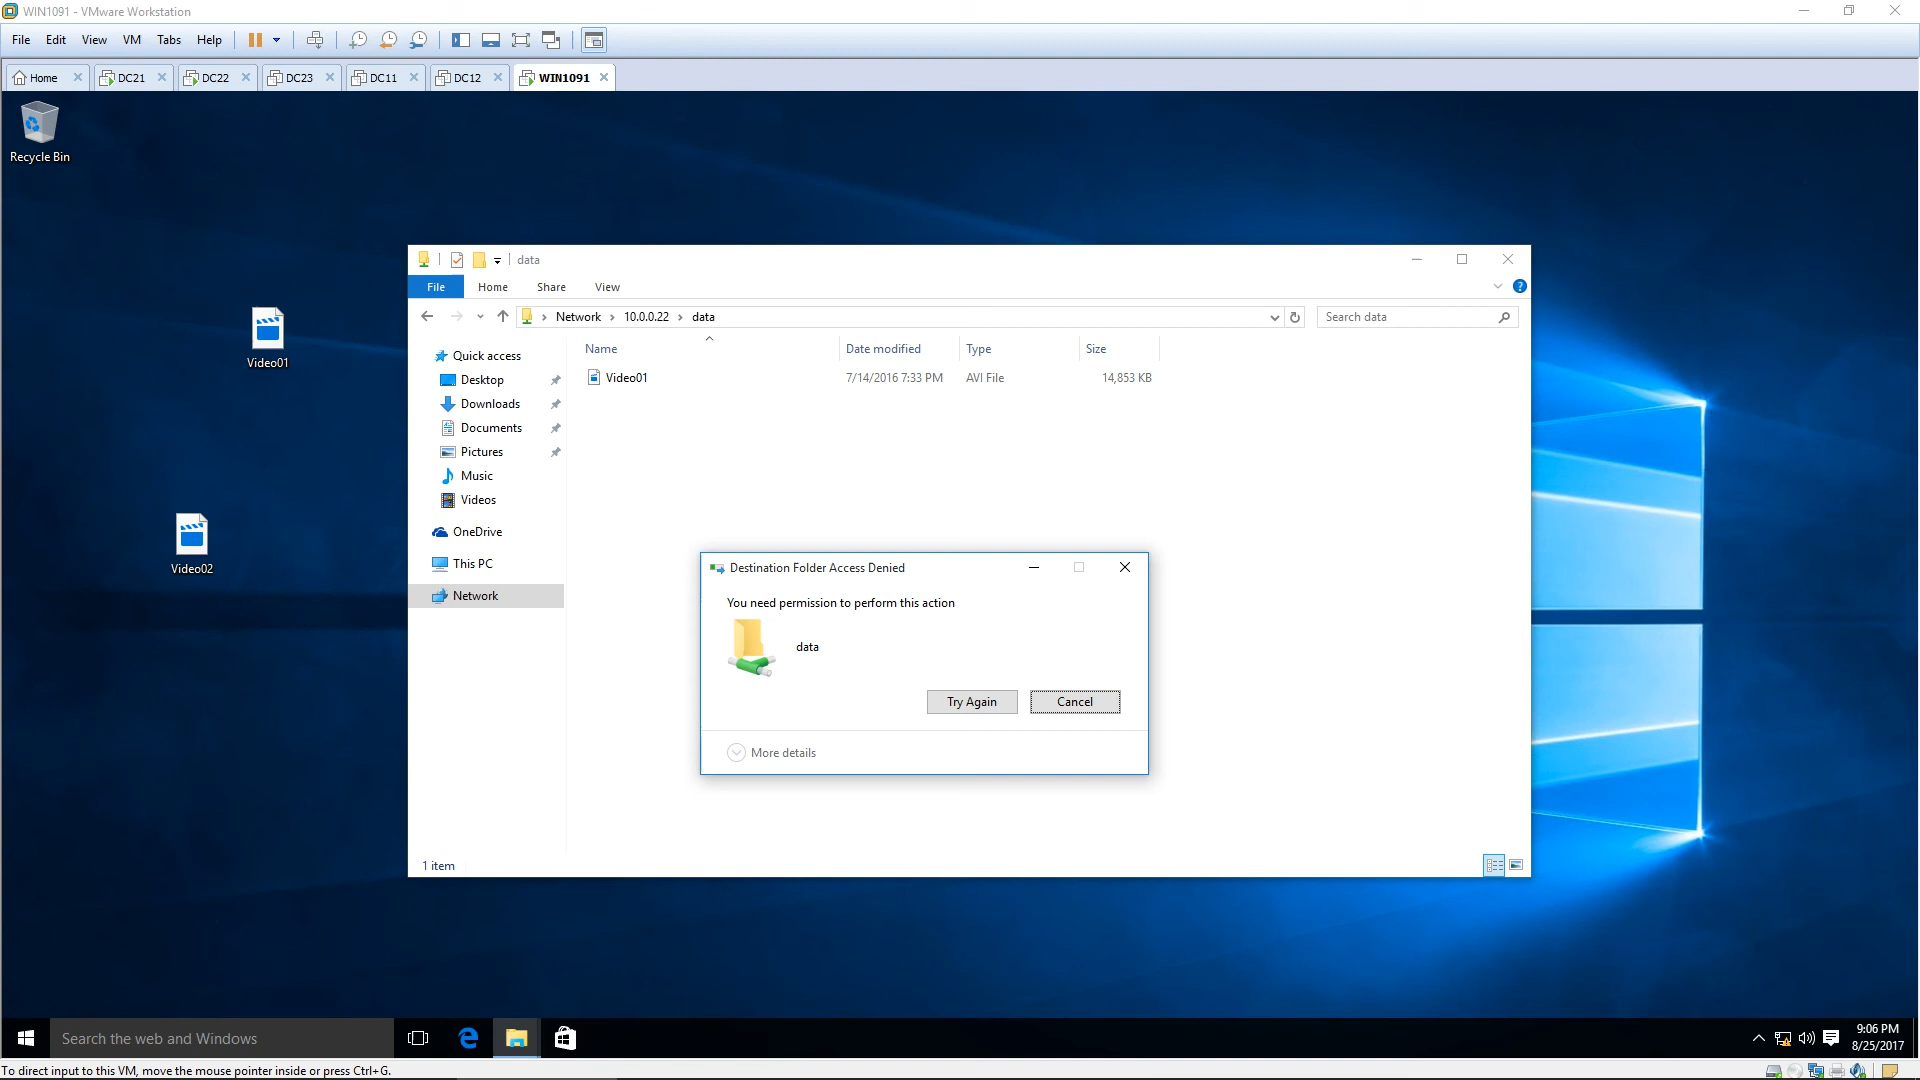 WIN1091 - VMware Workstation
File Edit View VM Tabs Help
Home DC21 DC22 DC23 DC11 DC12 WIN1091
Recycle Bin
Video01
Video02
data
File Home Share View
Network 10.0.0.22 data
Search data
Quick access
Desktop
Downloads
Documents
Pictures
Music
Videos
OneDrive
This PC
Network
Name Date modified Type Size
Video01 7/14/2016 7:33 PM AVI File 14,853 KB
Destination Folder Access Denied
You need permission to perform this action
data
Try Again Cancel
More details
1 item
Search the web and Windows
9:06 PM
8/25/2017
To direct input to this VM, move the mouse pointer inside or press Ctrl+G.